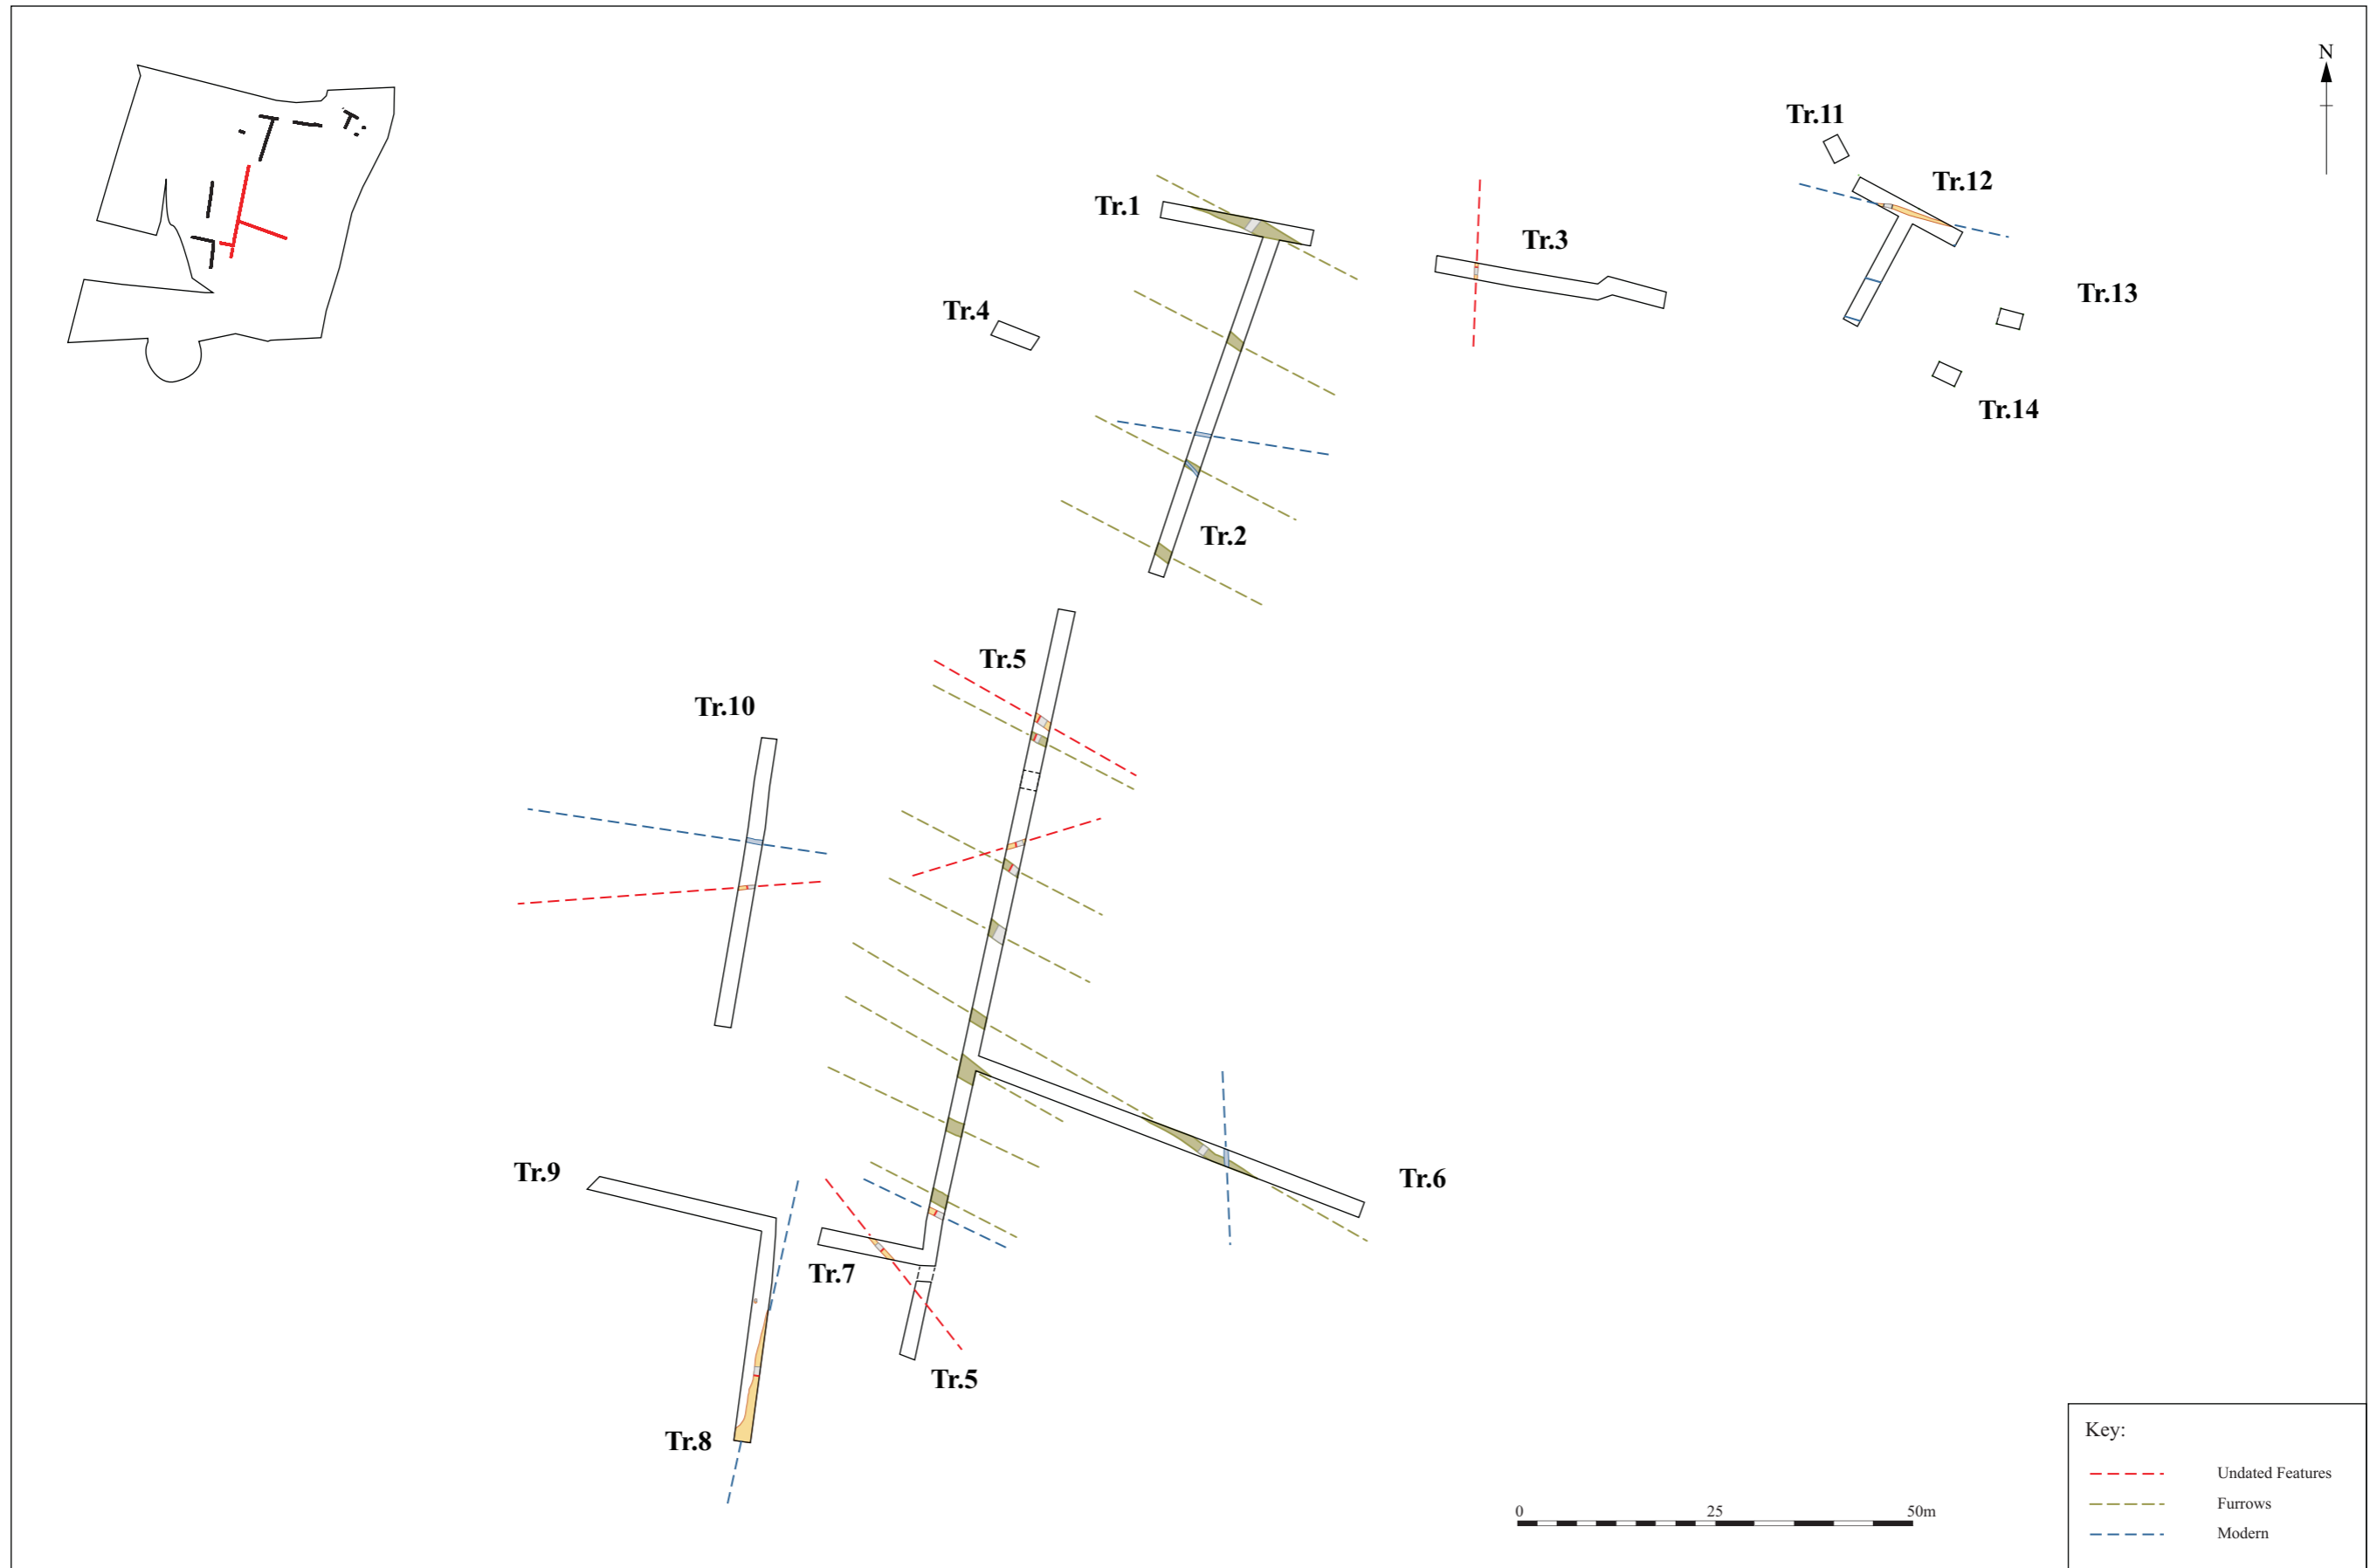 N
Tr.11
Tr.12
Tr.1
Tr.3
Tr.13
Tr.4
Tr.14
Tr.2
Tr.5
Tr.10
Tr.9
Tr.6
Tr.7
Tr.5
Tr.8
Key:
Undated Features
Furrows
Modern
0 25 50m